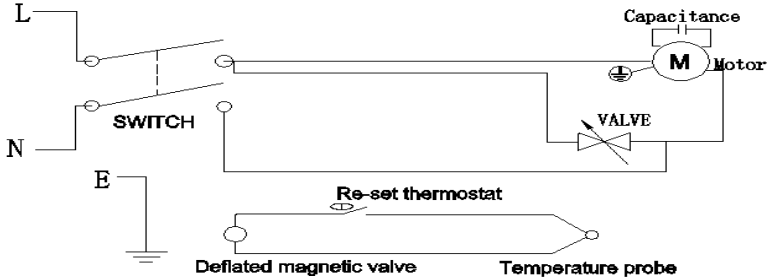 L
Capacitance
M
Motor
SWITCH
VALVE
N
E
Re-set thermostat
Deflated magnetic valve
Temperature probe